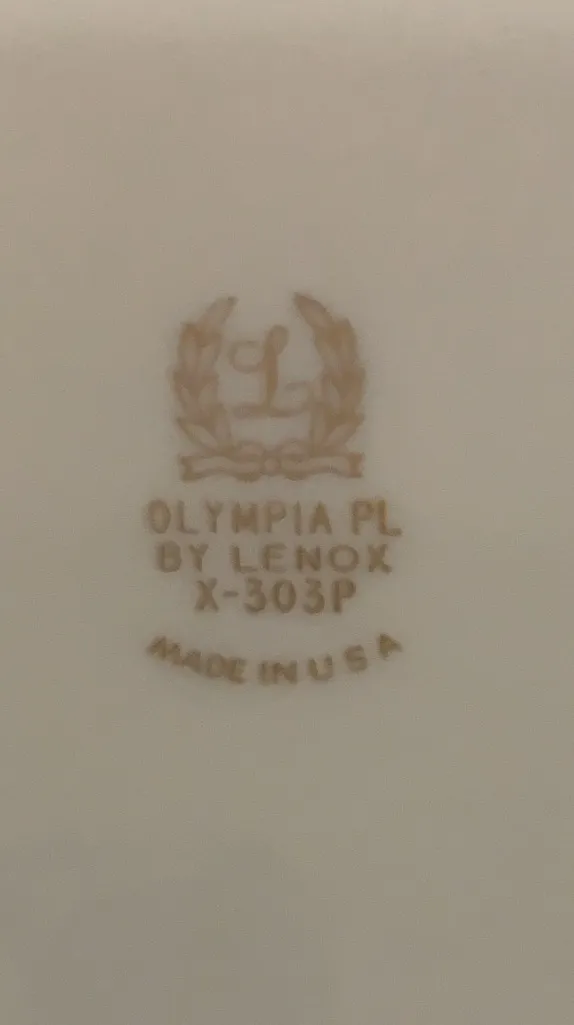 L
OLYMPIA PL
BY LENOX
X-303P
MADE IN USA